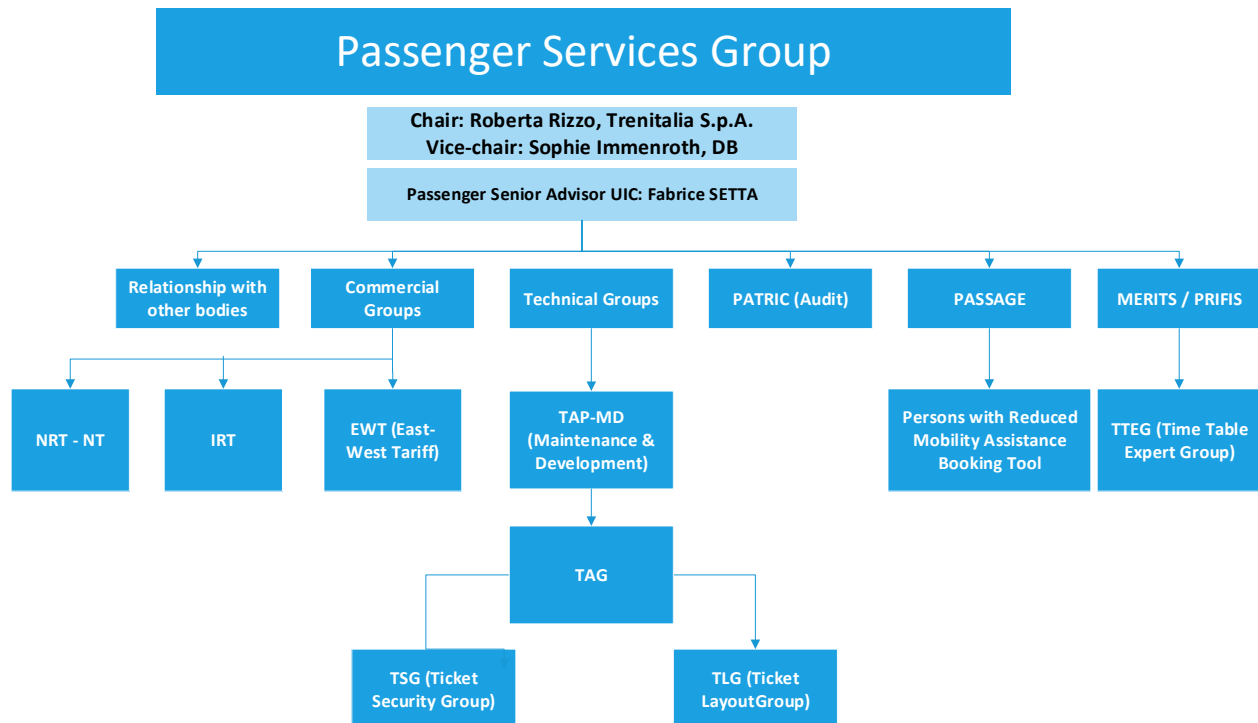 Passenger Services Group
Chair: Roberta Rizzo, Trenitalia S.p.A.
Vice-chair: Sophie Immenroth, DB
Passenger Senior Advisor UIC: Fabrice SETTA
Relationship with
other bodies
Commercial
Groups
Technical Groups
PATRIC (Audit)
PASSAGE
MERITS / PRIFIS
NRT - NT
IRT
EWT (East-
West Tariff)
TAP-MD
(Maintenance &
Development)
Persons with Reduced
Mobility Assistance
Booking Tool
TTEG (Time Table
Expert Group)
TAG
TSG (Ticket
Security Group)
TLG (Ticket
LayoutGroup)